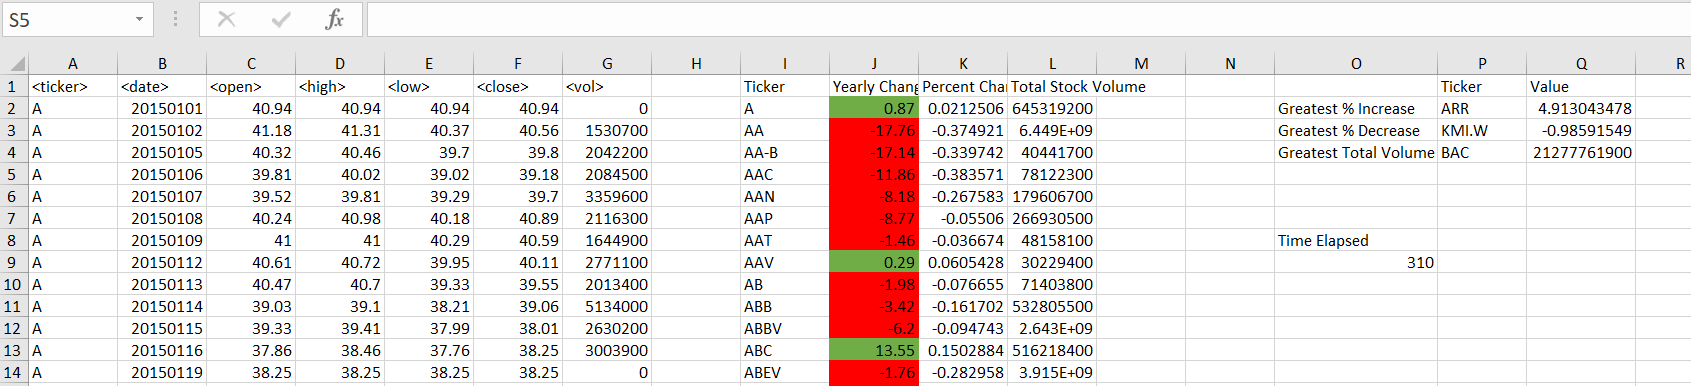 S5 fx
A B C D E F G H I J K L M N O P Q R
1 <ticker> <date> <open> <high> <low> <close> <vol> Ticker Yearly Chang Percent Char Total Stock Volume Ticker Value
2 A 20150101 40.94 40.94 40.94 40.94 0 A 0.87 0.0212506 645319200 Greatest % Increase ARR 4.913043478
3 A 20150102 41.18 41.31 40.37 40.56 1530700 AA -17.76 -0.374921 6.449E+09 Greatest % Decrease KMI.W -0.98591549
4 A 20150105 40.32 40.46 39.7 39.8 2042200 AA-B -17.14 -0.339742 40441700 Greatest Total Volume BAC 21277761900
5 A 20150106 39.81 40.02 39.02 39.18 2084500 AAC -11.86 -0.383571 78122300
6 A 20150107 39.52 39.81 39.29 39.7 3359600 AAN -8.18 -0.267583 179606700
7 A 20150108 40.24 40.98 40.18 40.89 2116300 AAP -8.77 -0.05506 266930500
8 A 20150109 41 41 40.29 40.59 1644900 AAT -1.46 -0.036674 48158100 Time Elapsed
9 A 20150112 40.61 40.72 39.95 40.11 2771100 AAV 0.29 0.0605428 30229400 310
10 A 20150113 40.47 40.7 39.33 39.55 2013400 AB -1.98 -0.076655 71403800
11 A 20150114 39.03 39.1 38.21 39.06 5134000 ABB -3.42 -0.161702 532805500
12 A 20150115 39.33 39.41 37.99 38.01 2630200 ABBV -6.2 -0.094743 2.643E+09
13 A 20150116 37.86 38.46 37.76 38.25 3003900 ABC 13.55 0.1502884 516218400
14 A 20150119 38.25 38.25 38.25 38.25 0 ABEV -1.76 -0.282958 3.915E+09